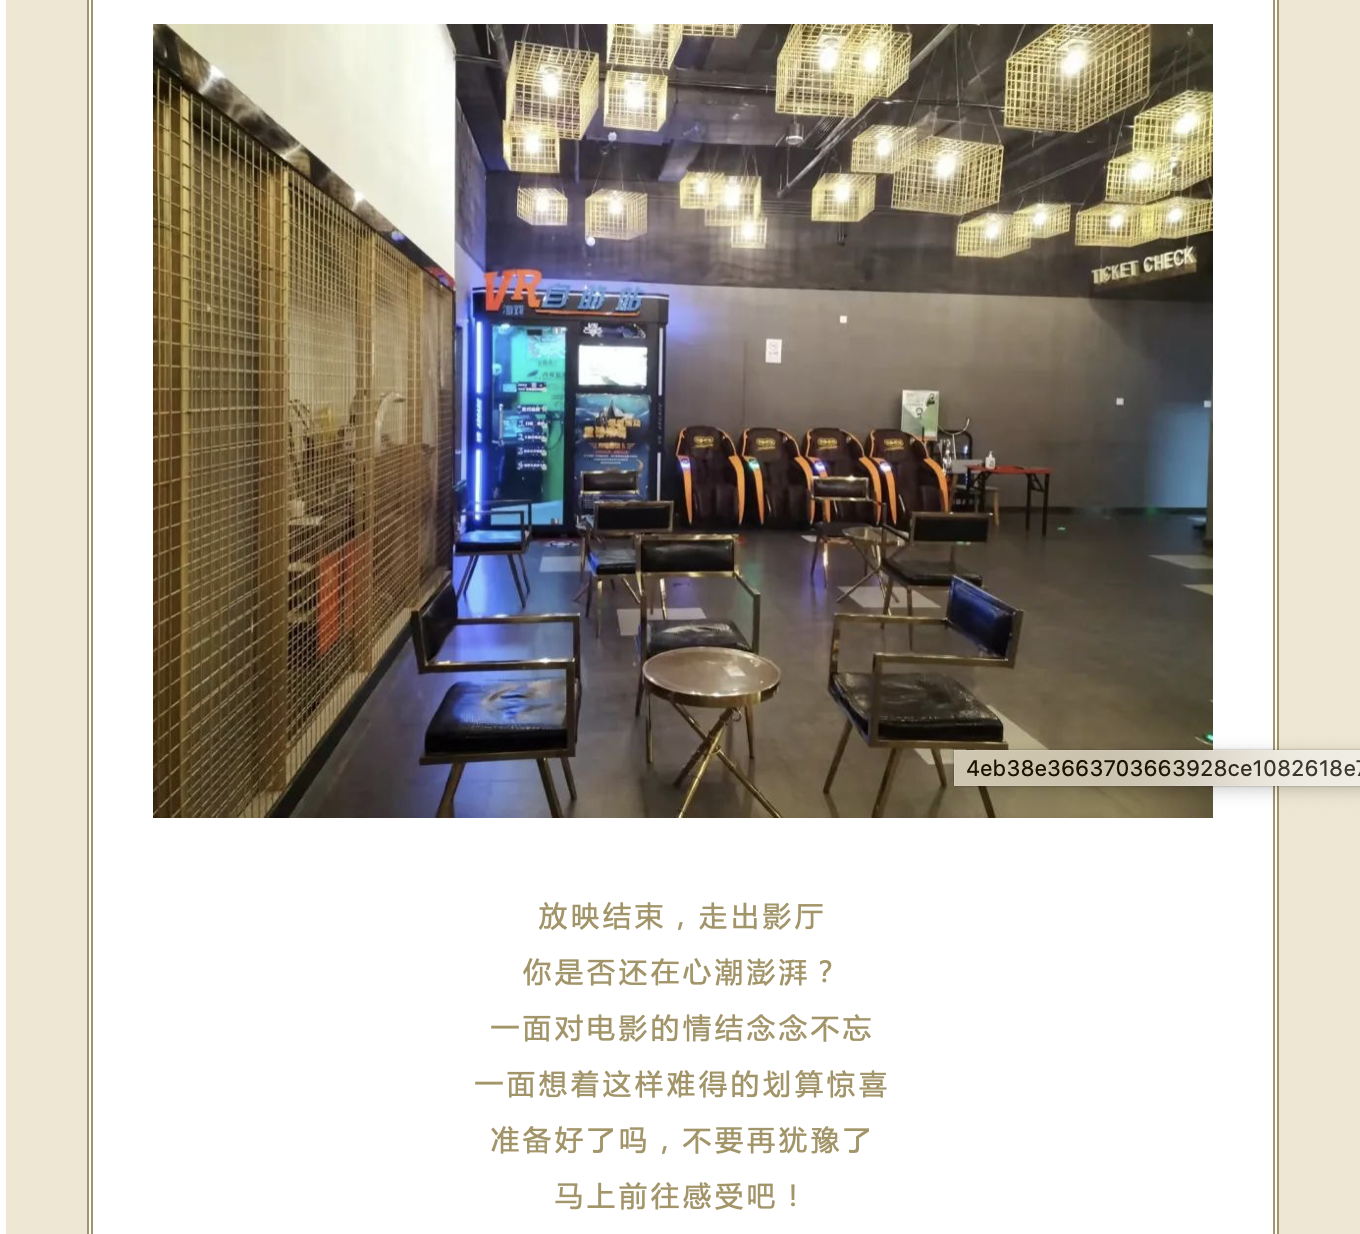 VR自助站
TICKET CHECK
4eb38e3663703663928ce1082618e7
放映结束，走出影厅
你是否还在心潮澎湃？
一面对电影的情结念念不忘
一面想着这样难得的划算惊喜
准备好了吗，不要再犹豫了
马上前往感受吧！